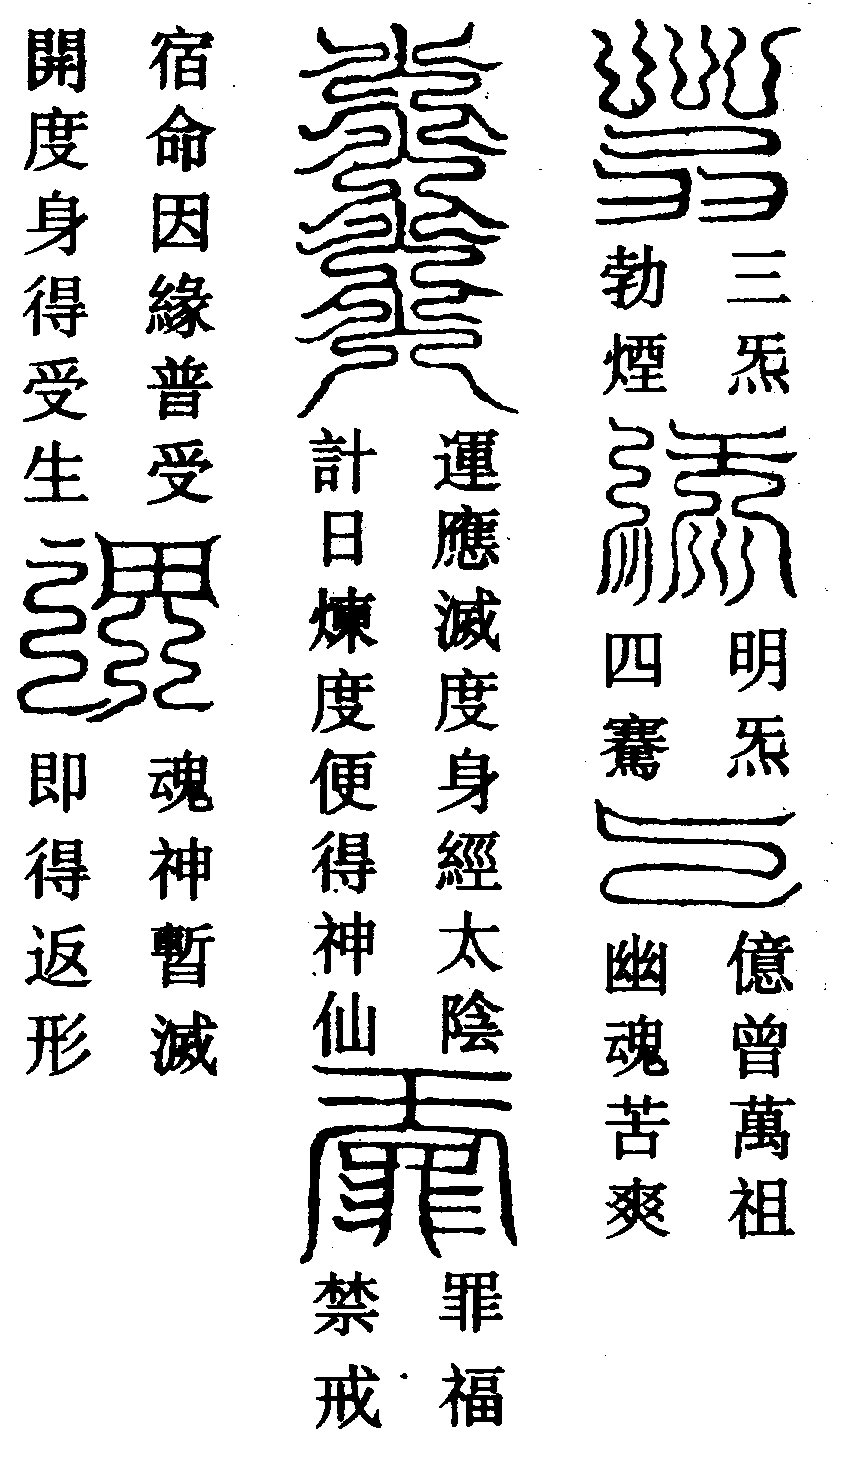 三炁
勃煙
明炁
四騫
億曾萬祖
幽魂苦爽
運應滅度身經太陰
計日煉度便得神仙
罪福
禁戒
宿命因緣普受
開度身得受生
魂神暫滅
即得返形